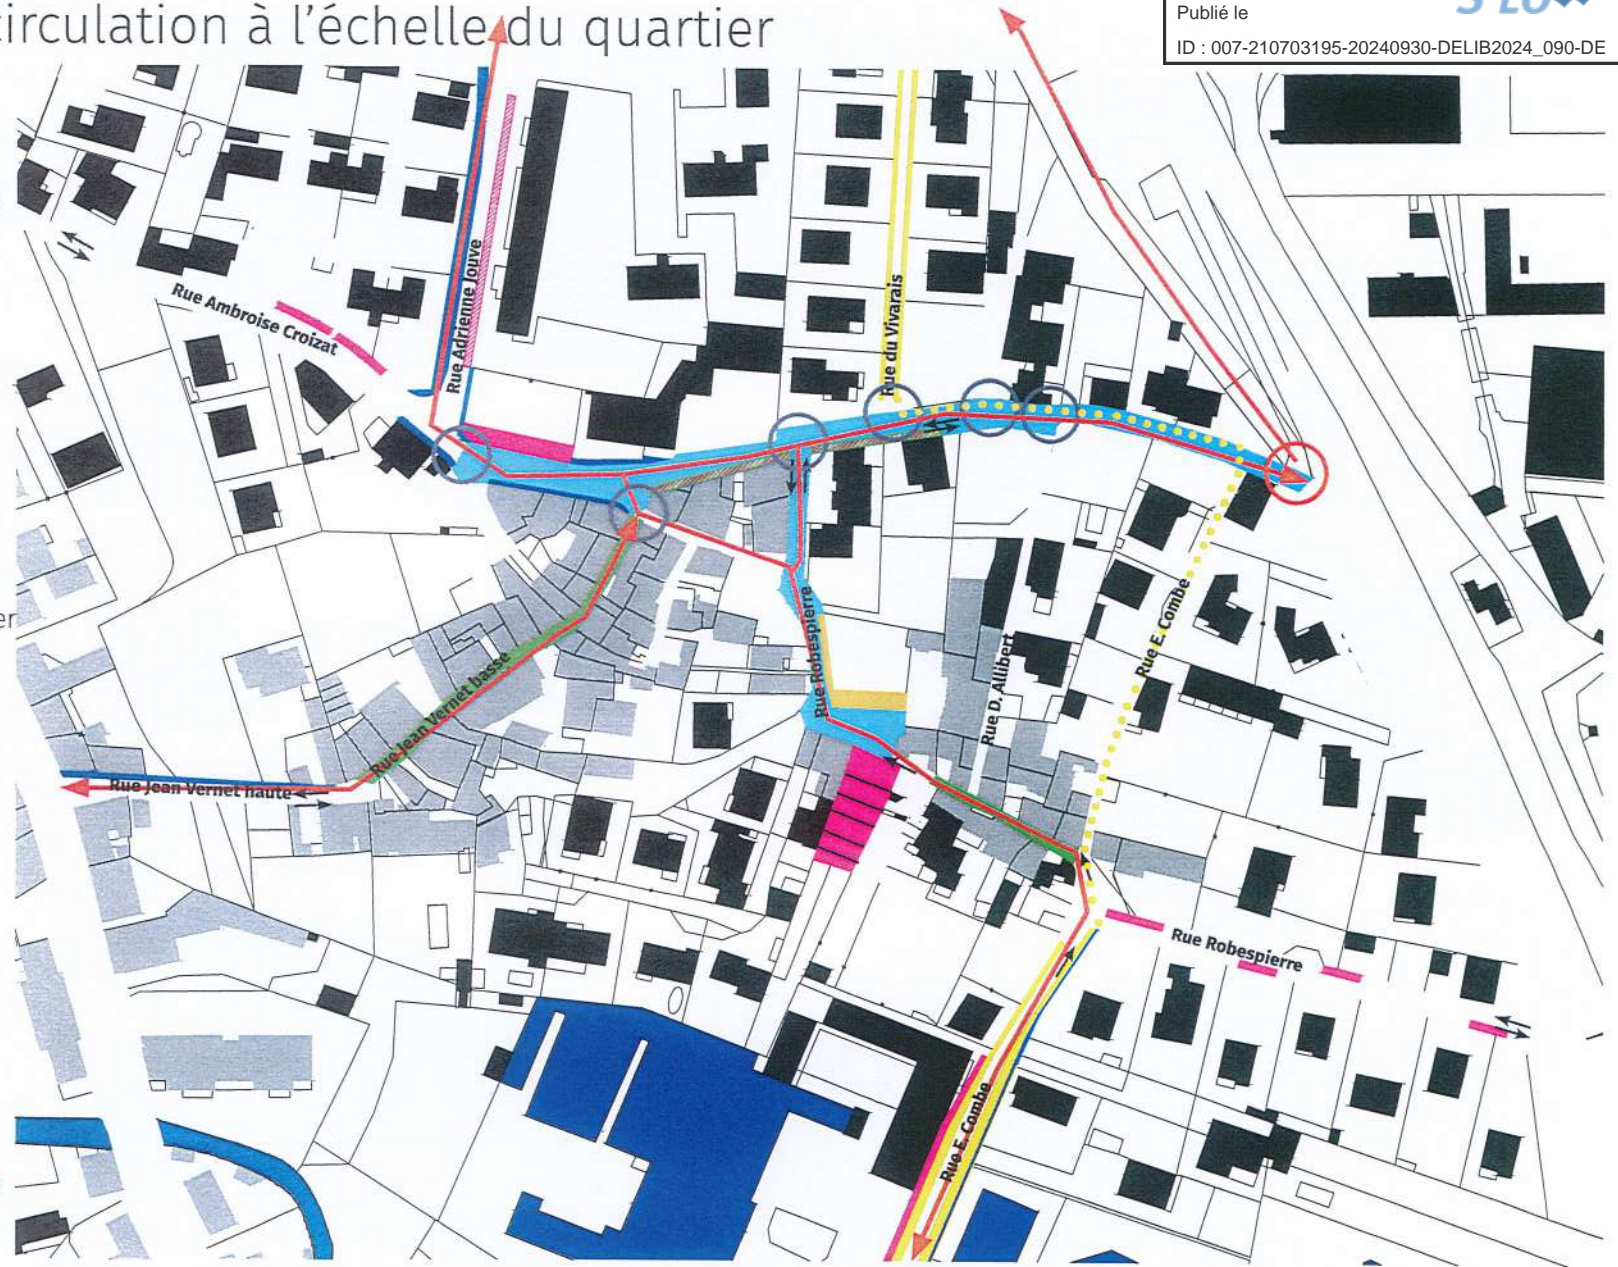 circulation à l'échelle du quartier
Publié le
ID : 007-210703195-20240930-DELIB2024_090-DE
Rue Adrienne Jouve
Rue Ambroise Croizat
Rue du Vivarais
Rue E. Combe
er
Rue Robespierre
Rue D. Allibert
Rue Jean Vernet basse
Rue Jean Vernet haute
Rue Robespierre
Rue E. Combe